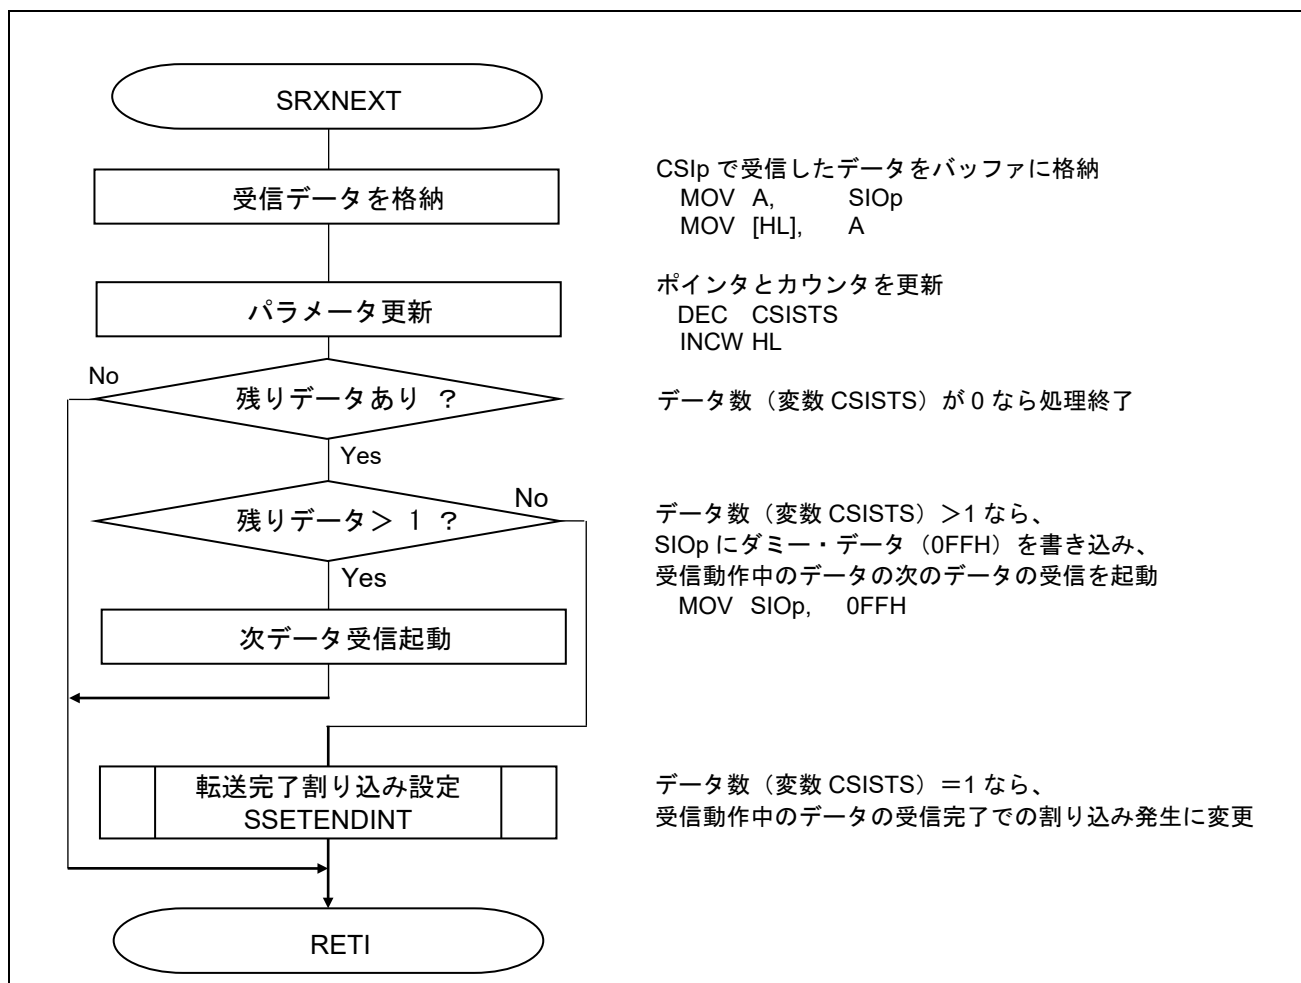 SRXNEXT
CSIp で受信したデータをバッファに格納
受信データを格納
MOV A, SIOp
MOV [HL], A
ポインタとカウンタを更新
パラメータ更新
DEC CSISTS
INCW HL
No
残りデータあり ？
データ数（変数 CSISTS）が 0 なら処理終了
Yes
No
残りデータ＞ 1 ？
データ数（変数 CSISTS）＞1 なら、
SIOp にダミー・データ（0FFH）を書き込み、
Yes
受信動作中のデータの次のデータの受信を起動
MOV SIOp, 0FFH
次データ受信起動
転送完了割り込み設定
SSETENDINT
データ数（変数 CSISTS）＝1 なら、
受信動作中のデータの受信完了での割り込み発生に変更
RETI